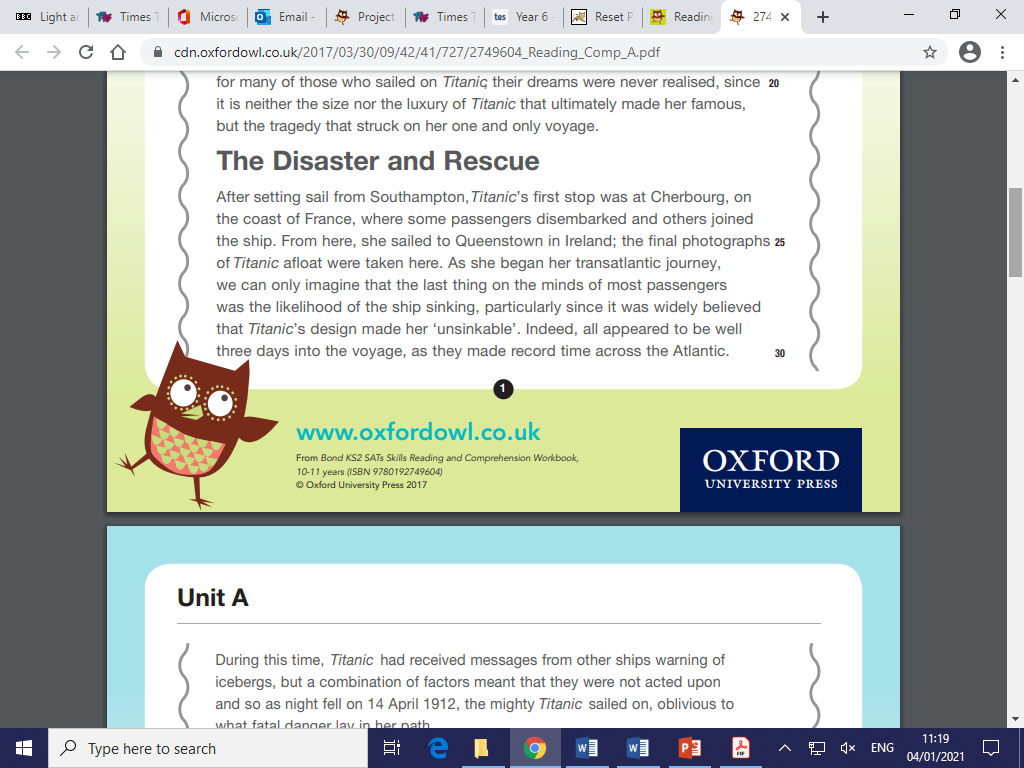 BBC Light ar
Times T
Micros
Email -
Project
Times T
tes Year 6 -
Reset P
Reading
274
cdn.oxfordowl.co.uk/2017/03/30/09/42/41/727/2749604_Reading_Comp_A.pdf
for many of those who sailed on Titanic, their dreams were never realised, since 20
it is neither the size nor the luxury of Titanic that ultimately made her famous,
but the tragedy that struck on her one and only voyage.
The Disaster and Rescue
After setting sail from Southampton, Titanic's first stop was at Cherbourg, on
the coast of France, where some passengers disembarked and others joined
the ship. From here, she sailed to Queenstown in Ireland; the final photographs 25
of Titanic afloat were taken here. As she began her transatlantic journey,
we can only imagine that the last thing on the minds of most passengers
was the likelihood of the ship sinking, particularly since it was widely believed
that Titanic's design made her 'unsinkable'. Indeed, all appeared to be well
three days into the voyage, as they made record time across the Atlantic. 30
1
www.oxfordowl.co.uk
From Bond KS2 SATs Skills Reading and Comprehension Workbook,
10-11 years (ISBN 9780192749604)
© Oxford University Press 2017
OXFORD
UNIVERSITY PRESS
Unit A
During this time, Titanic had received messages from other ships warning of
icebergs, but a combination of factors meant that they were not acted upon
and so as night fell on 14 April 1912, the mighty Titanic sailed on, oblivious to
what fatal danger lay in her path.
Type here to search
ENG
11:19
04/01/2021